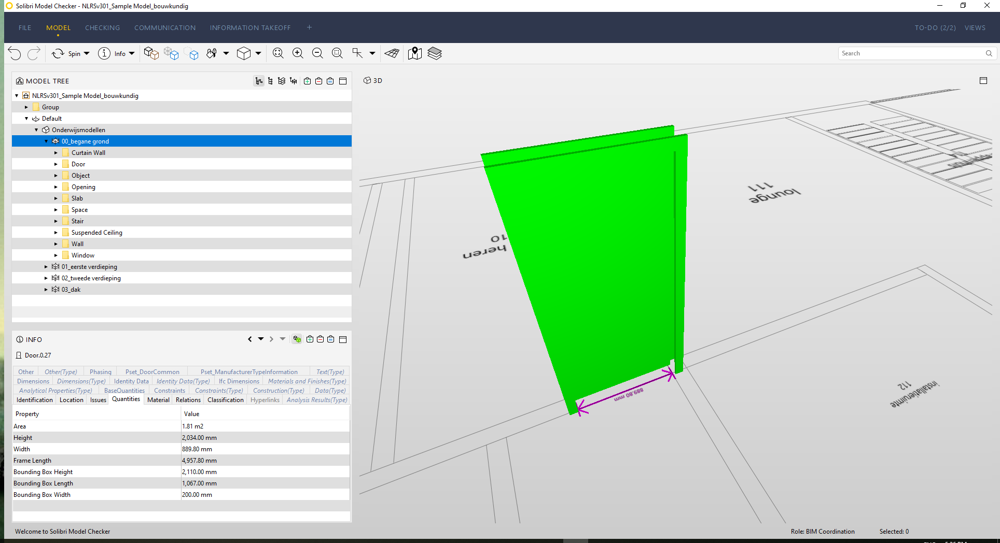 Solibri Model Checker - NLRSv301_Sample Model_bouwkundig
FILE MODEL CHECKING COMMUNICATION INFORMATION TAKEOFF + TO-DO (2/2) VIEWS
Spin Info Search
MODEL TREE
NLRSv301_Sample Model_bouwkundig
Group
Default
Onderwijsmodellen
00_begane grond
Curtain Wall
Door
Object
Opening
Slab
Space
Stair
Suspended Ceiling
Wall
Window
01_eerste verdieping
02_tweede verdieping
03_dak
INFO
Door.0.27
Other Other(Type) Phasing Pset_DoorCommon Pset_ManufacturerTypeInformation Text(Type)
Dimensions Dimensions(Type) Identity Data Identity Data(Type) Ifc Dimensions Materials and Finishes(Type)
Analytical Properties(Type) BaseQuantities Constraints Constraints(Type) Construction(Type) Data(Type)
Identification Location Issues Quantities Material Relations Classification Hyperlinks Analysis Results(Type)
Property Value
Area 1.81 m2
Height 2,034.00 mm
Width 889.80 mm
Frame Length 4,957.80 mm
Bounding Box Height 2,110.00 mm
Bounding Box Length 1,067.00 mm
Bounding Box Width 200.00 mm
3D
lounge
111
heren
10
889.80 mm
installatieruimte
112
Welcome to Solibri Model Checker
Role: BIM Coordination Selected: 0